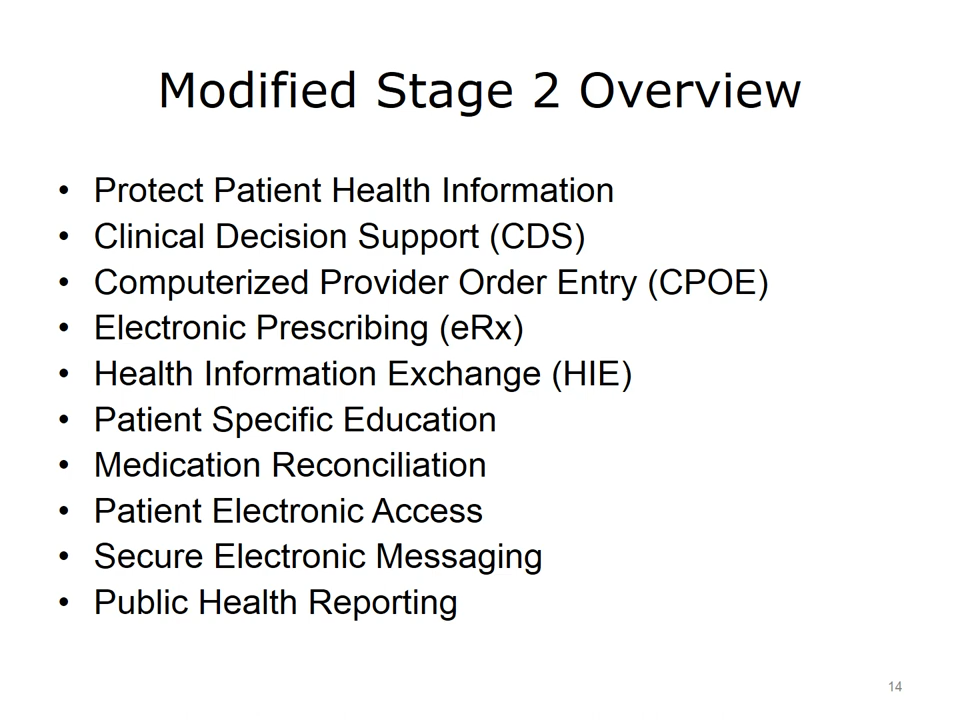 Modified Stage 2 Overview
• Protect Patient Health Information
• Clinical Decision Support (CDS)
• Computerized Provider Order Entry (CPOE)
• Electronic Prescribing (eRx)
• Health Information Exchange (HIE)
• Patient Specific Education
• Medication Reconciliation
• Patient Electronic Access
• Secure Electronic Messaging
• Public Health Reporting
14